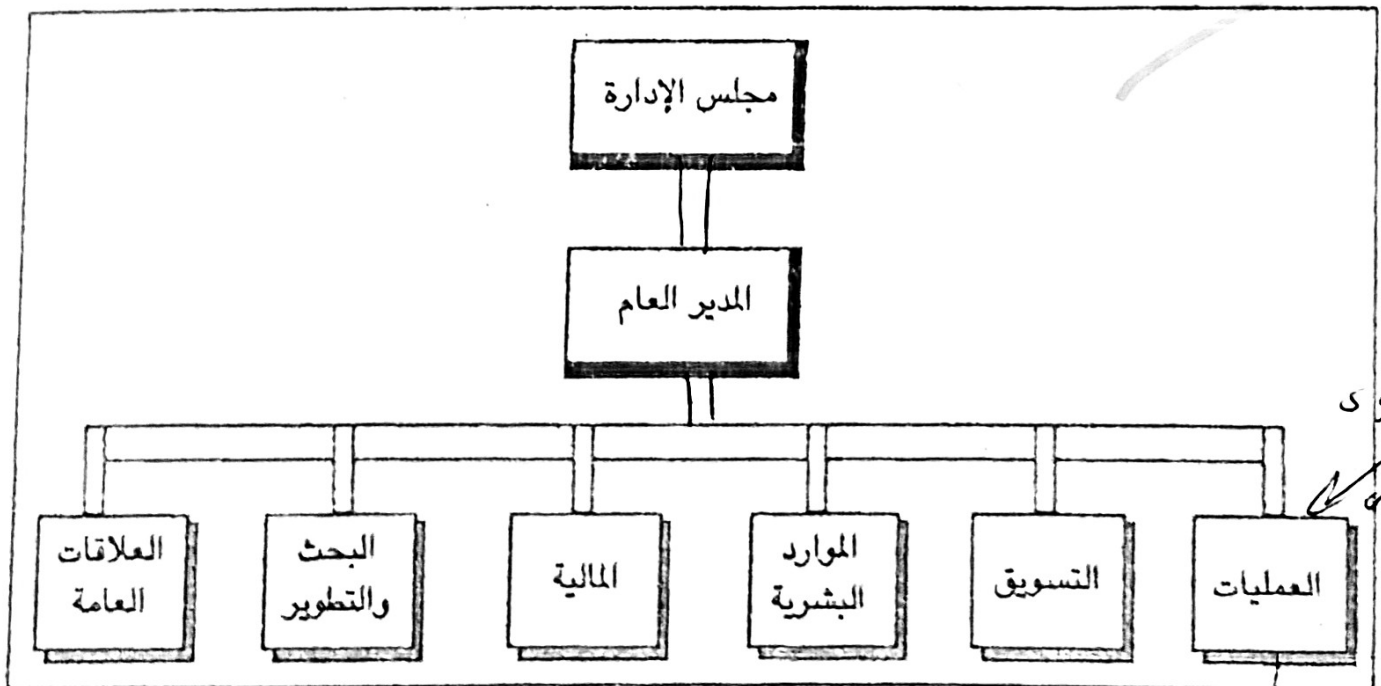 مجلس الإدارة
المدير العام
العمليات
التسويق
الموارد
البشرية
المالية
البحث
والتطوير
العلاقات
العامة